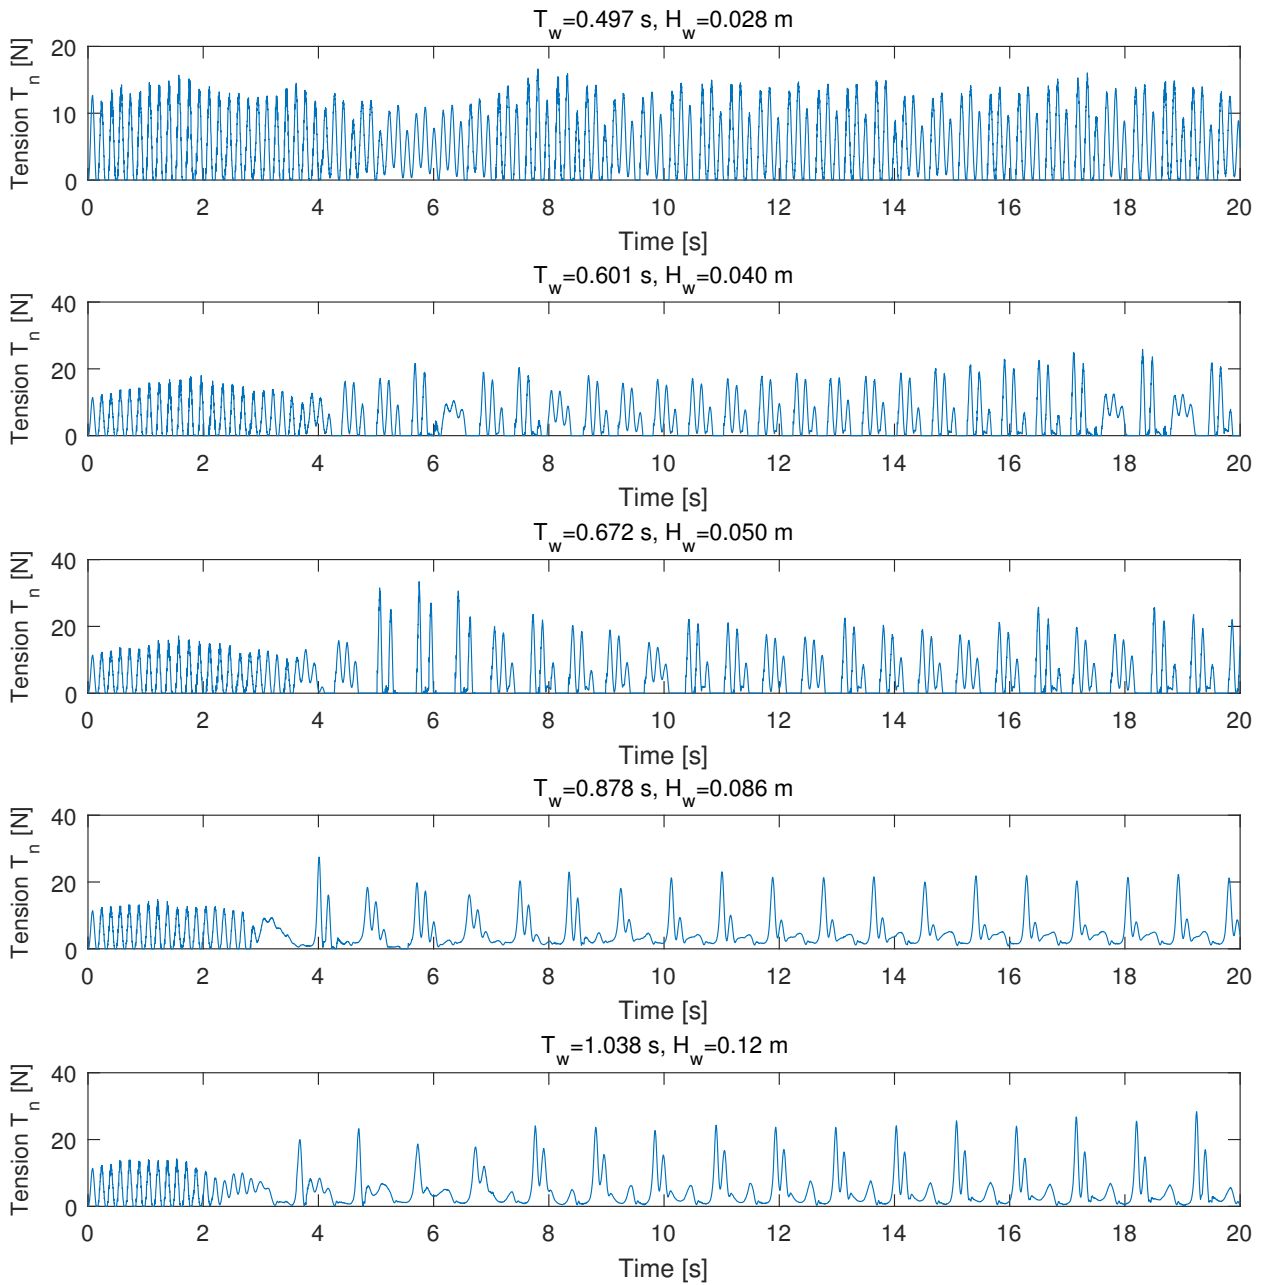 T_w=0.497 s, H_w=0.028 m
Tension T_n [N]
20
10
0
0 2 4 6 8 10 12 14 16 18 20
Time [s]
T_w=0.601 s, H_w=0.040 m
Tension T_n [N]
40
20
0
0 2 4 6 8 10 12 14 16 18 20
Time [s]
T_w=0.672 s, H_w=0.050 m
Tension T_n [N]
40
20
0
0 2 4 6 8 10 12 14 16 18 20
Time [s]
T_w=0.878 s, H_w=0.086 m
Tension T_n [N]
40
20
0
0 2 4 6 8 10 12 14 16 18 20
Time [s]
T_w=1.038 s, H_w=0.12 m
Tension T_n [N]
40
20
0
0 2 4 6 8 10 12 14 16 18 20
Time [s]